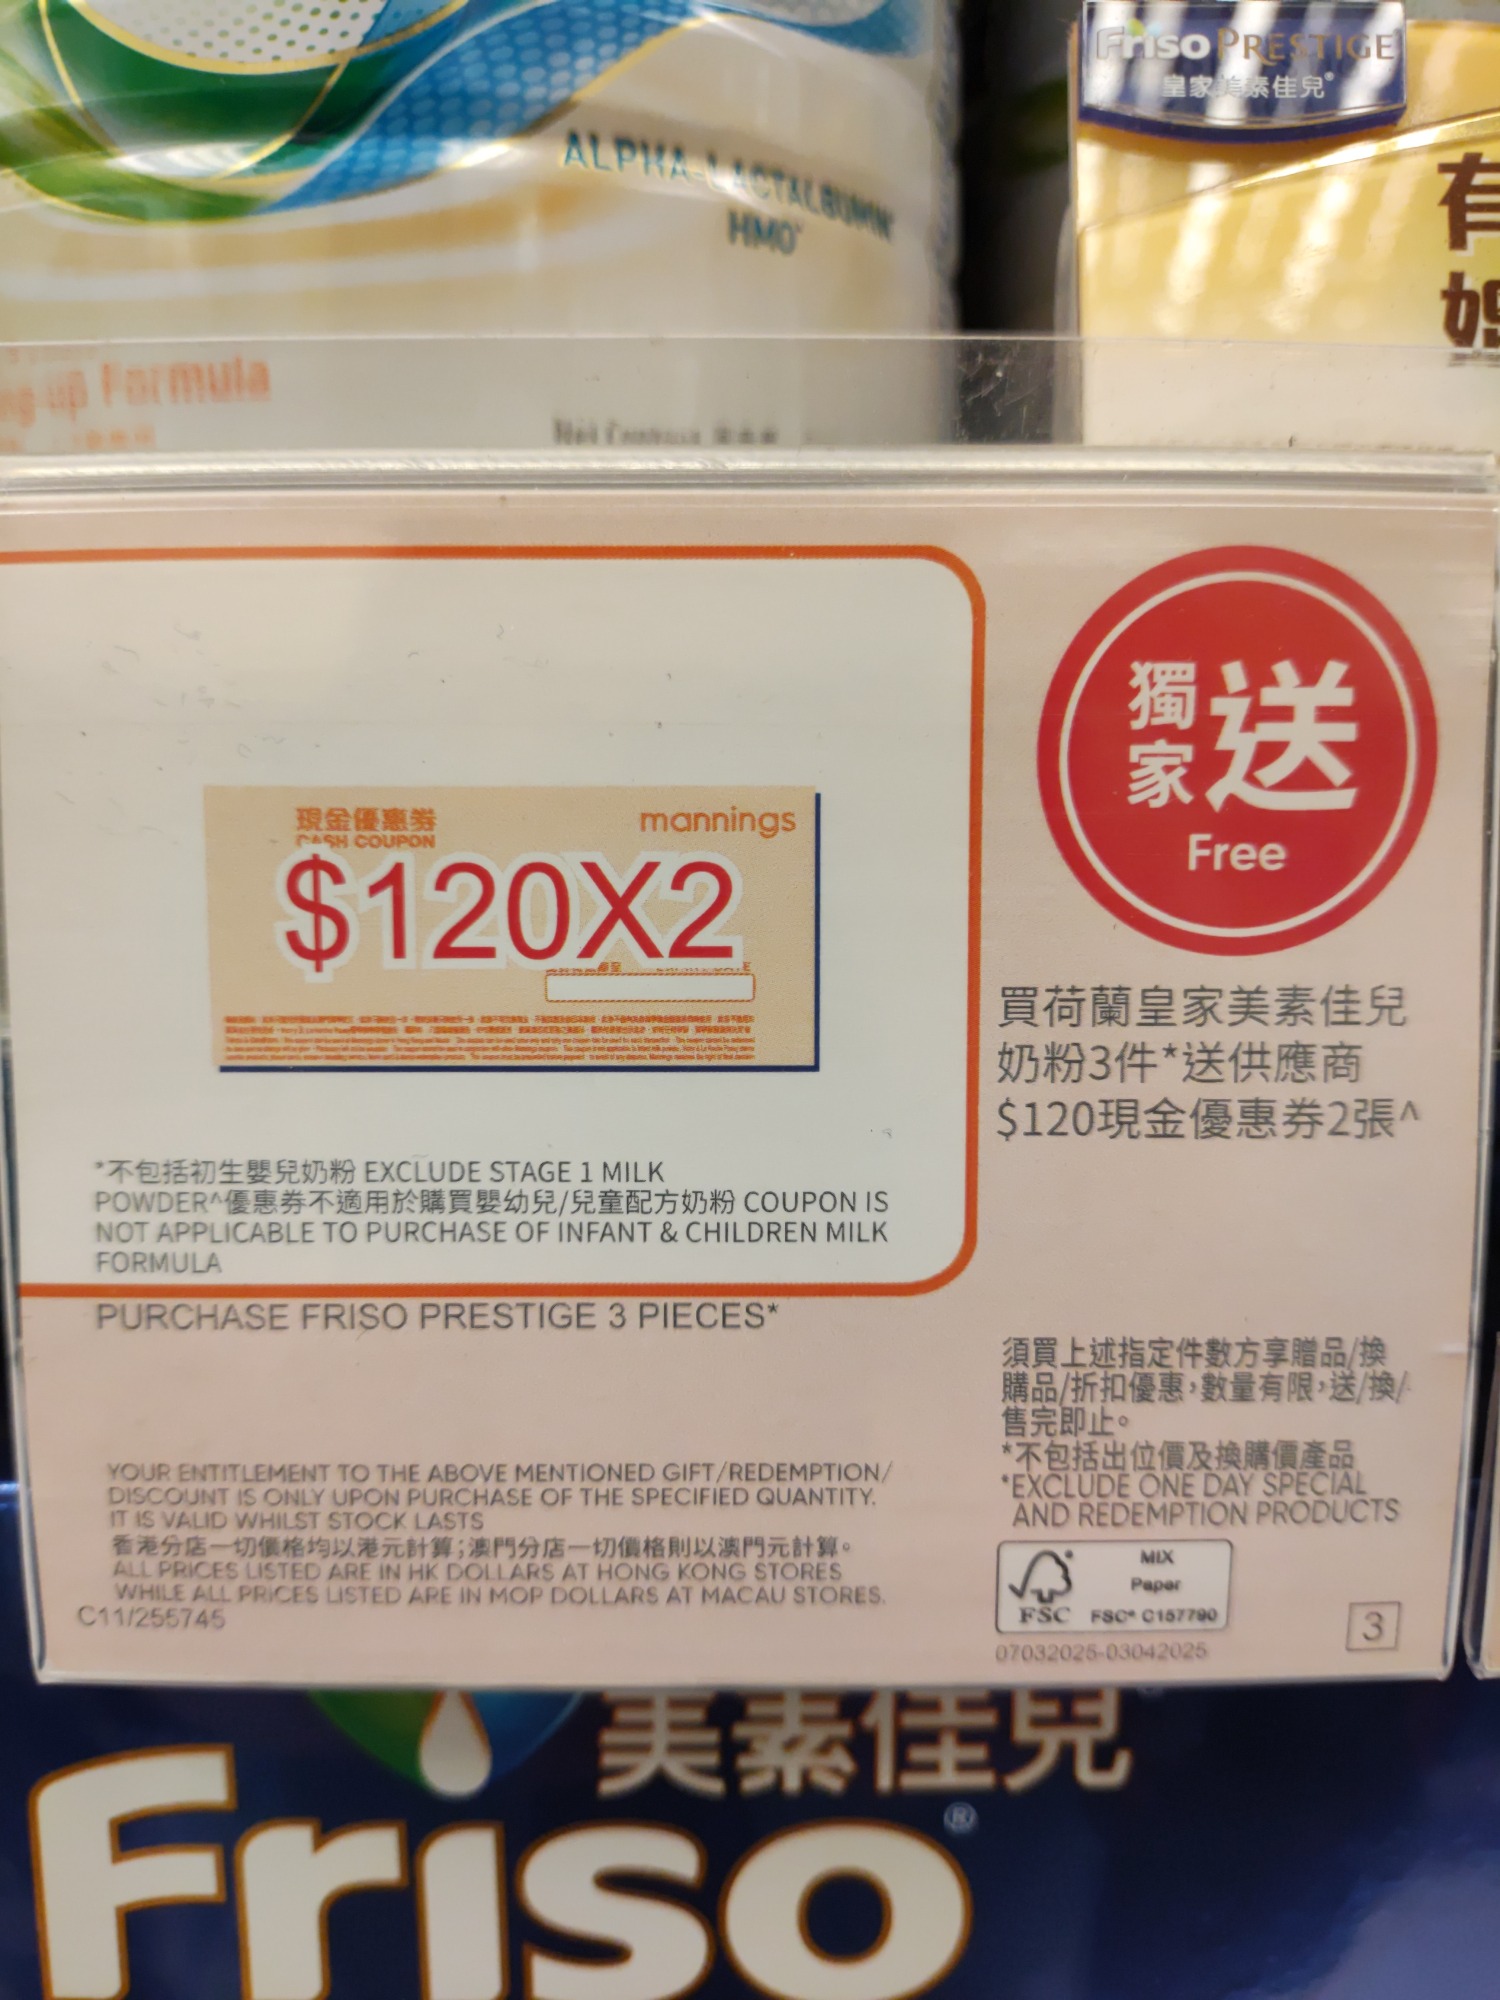 Friso PRESTIGE
皇家美素佳兒®
ALPHA-LACTALBUMIN
HMO
有
Formula
現金優惠券
CASH COUPON
mannings
$120X2
獨家送
Free
買荷蘭皇家美素佳兒
奶粉3件*送供應商
$120現金優惠券2張^
*不包括初生嬰兒奶粉 EXCLUDE STAGE 1 MILK
POWDER^優惠券不適用於購買嬰幼兒/兒童配方奶粉 COUPON IS
NOT APPLICABLE TO PURCHASE OF INFANT & CHILDREN MILK
FORMULA
PURCHASE FRISO PRESTIGE 3 PIECES*
須買上述指定件數方享贈品/換
購品/折扣優惠，數量有限，送/換/
售完即止。
*不包括出位價及換購價產品
*EXCLUDE ONE DAY SPECIAL
AND REDEMPTION PRODUCTS
YOUR ENTITLEMENT TO THE ABOVE MENTIONED GIFT/REDEMPTION/
DISCOUNT IS ONLY UPON PURCHASE OF THE SPECIFIED QUANTITY.
IT IS VALID WHILST STOCK LASTS
香港分店一切價格均以港元計算；澳門分店一切價格則以澳門元計算。
ALL PRICES LISTED ARE IN HK DOLLARS AT HONG KONG STORES
WHILE ALL PRICES LISTED ARE IN MOP DOLLARS AT MACAU STORES.
C11/255745
FSC
MIX
Paper
FSC® C157790
07032025-03042025
3
美素佳兒
Friso®